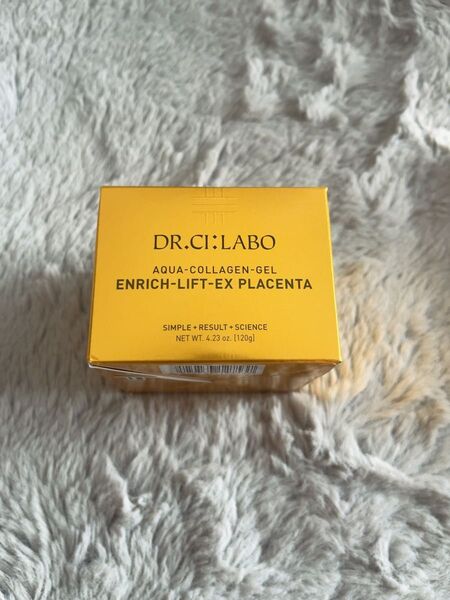 DR.CI:LABO
AQUA-COLLAGEN-GEL
ENRICH-LIFT-EX PLACENTA
SIMPLE + RESULT + SCIENCE
NET WT. 4.23 oz. [120g]